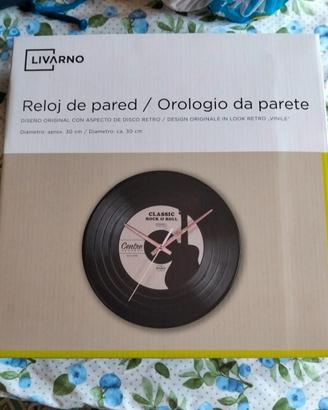 LIVARNO
Reloj de pared / Orologio da parete
DISEÑO ORIGINAL CON ASPECTO DE DISCO RETRO / DESIGN ORIGINALE IN LOOK RETRO „VINILE“
Diámetro: aprox. 30 cm / Diametro: ca. 30 cm
CLASSIC
ROCK & ROLL
Centro